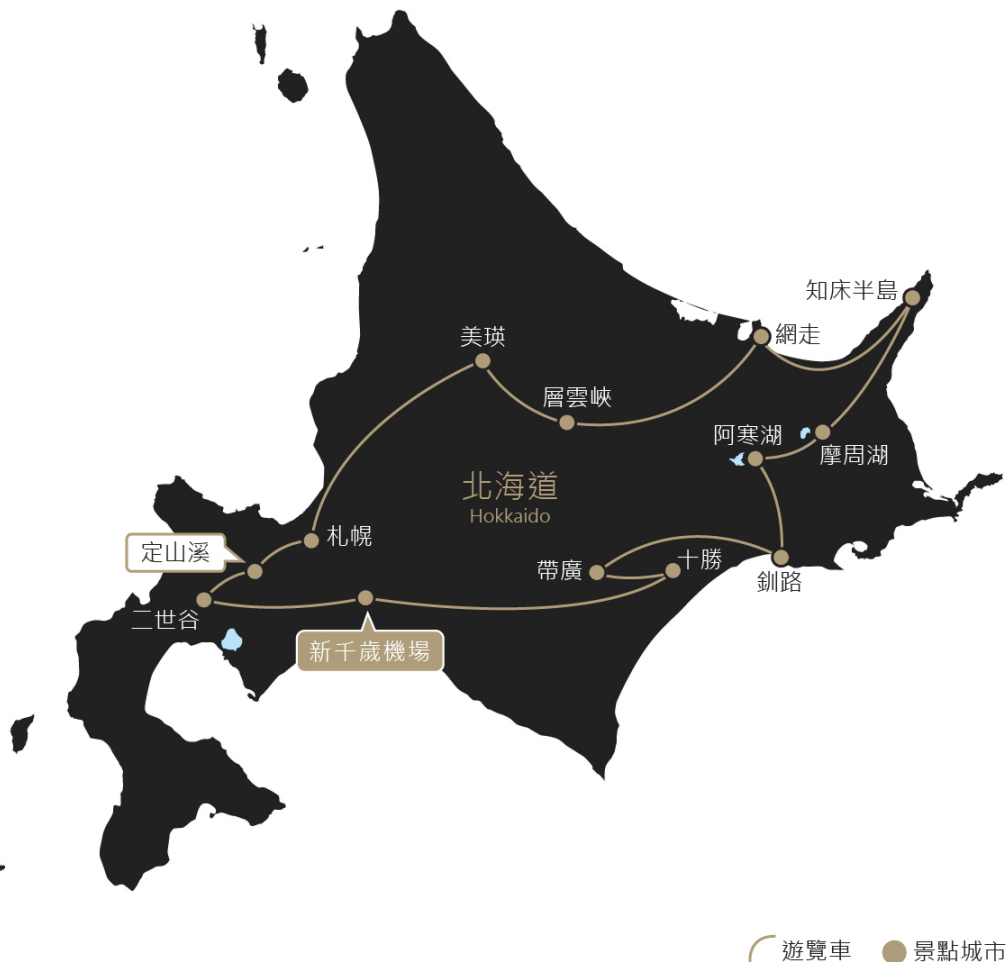 知床半島
網走
美瑛
層雲峽
阿寒湖
摩周湖
北海道
Hokkaido
札幌
定山溪
帶廣
十勝
釧路
二世谷
新千歲機場
遊覽車
景點城市